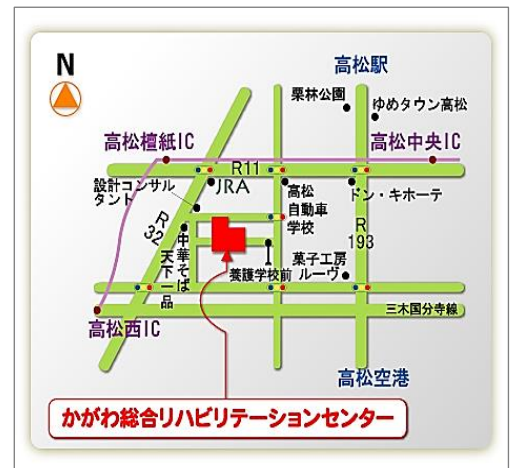 N
高松駅
栗林公園
ゆめタウン高松
高松檀紙IC
高松中央IC
R11
設計コンサル
タント
JRA
高松
自動車
学校
ドン・キホーテ
R
32
中華そば
天下一品
R
193
菓子工房
ルーヴ
養護学校前
三木国分寺線
高松西IC
高松空港
かがわ総合リハビリテーションセンター